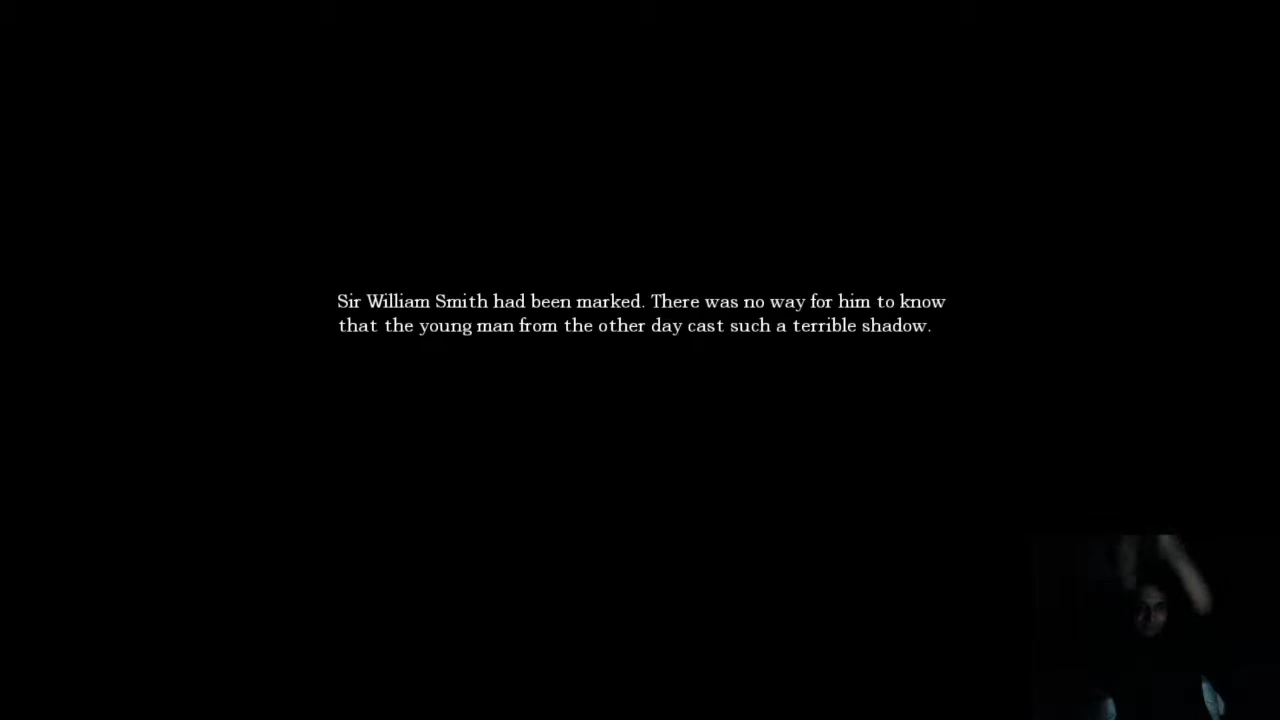 Sir William Smith had been marked. There was no way for him to know
that the young man from the other day cast such a terrible shadow.